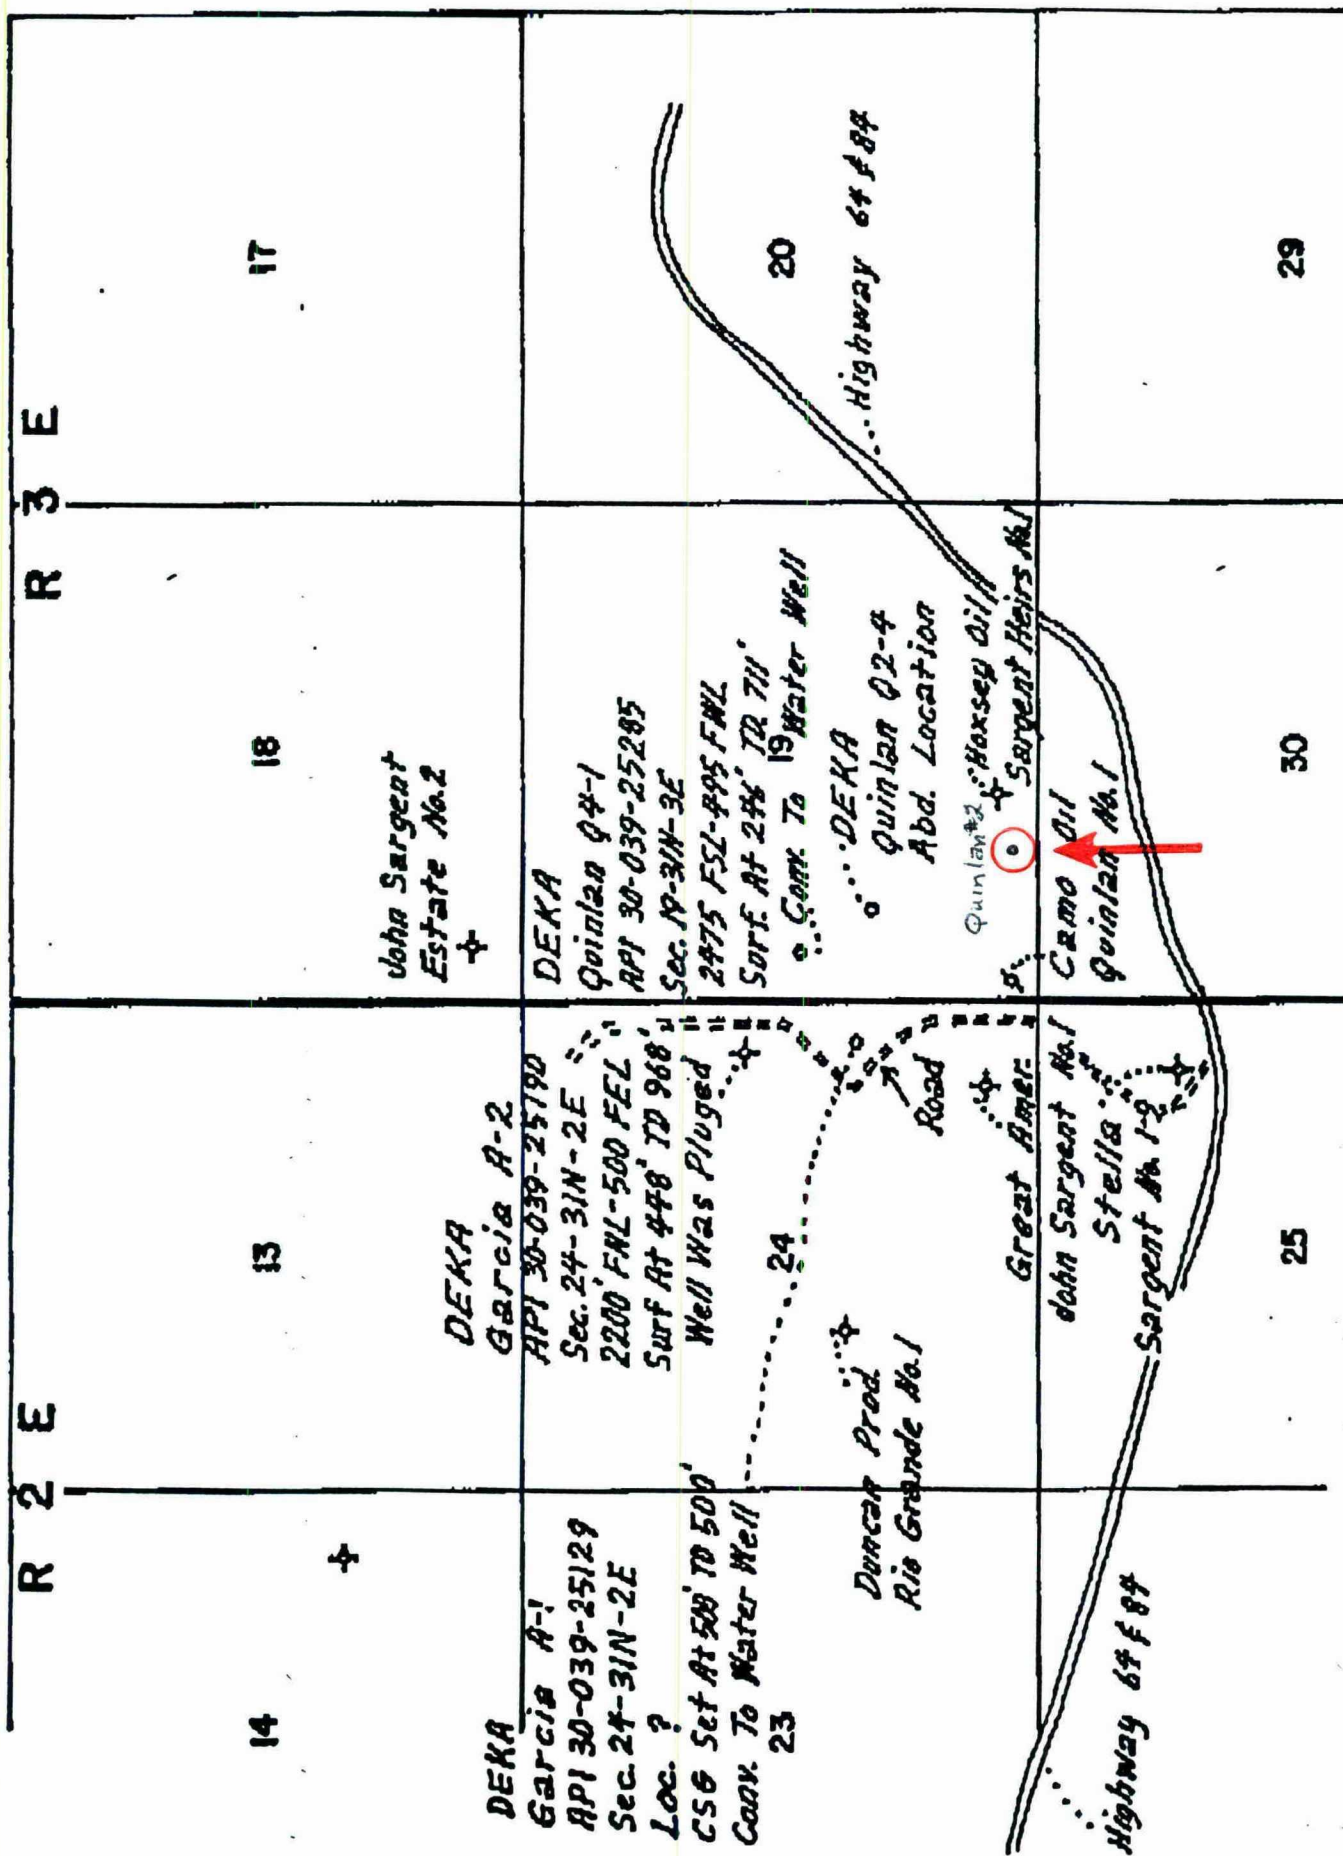 R 2 E
R 3 E
14
13
18
17
John Sargent
Estate No.2
DEKA
Garcia A-1
API 30-039-25129
Sec. 24-31N-2E
Loc. ?
CSG Set At 500' TD 500'
Conv. To Water Well
23
DEKA
Garcia A-2
API 30-039-25190
Sec. 24-31N-2E
2200' FNL-500 FEL
Surf At 448' TD 968'
Well Was Pluged
24
DEKA
Quinlan Q4-1
API 30-039-25285
Sec. 19-31N-3E
2475 FSL-495 FWL
Surf. At 246' TD 711'
19
Conv. To Water Well
DEKA
Quinlan Q2-4
Abd. Location
20
Highway 64 & 84
Duncan Prod.
Rio Grande No.1
Road
Quinlan #2
Hoxsey Oil
Sargent Heirs No.1
Great Amer.
John Sargent No.1
Camo Oil
Quinlan No.1
Stella
Sargent No. 1-2
Highway 64 & 84
25
30
29